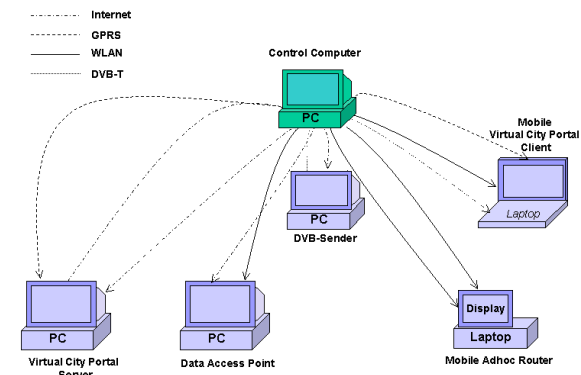 Internet
GPRS
WLAN
DVB-T
Control Computer
PC
Mobile
Virtual City Portal
Client
Laptop
PC
DVB-Sender
PC
Virtual City Portal
Server
PC
Data Access Point
Display
Laptop
Mobile Adhoc Router